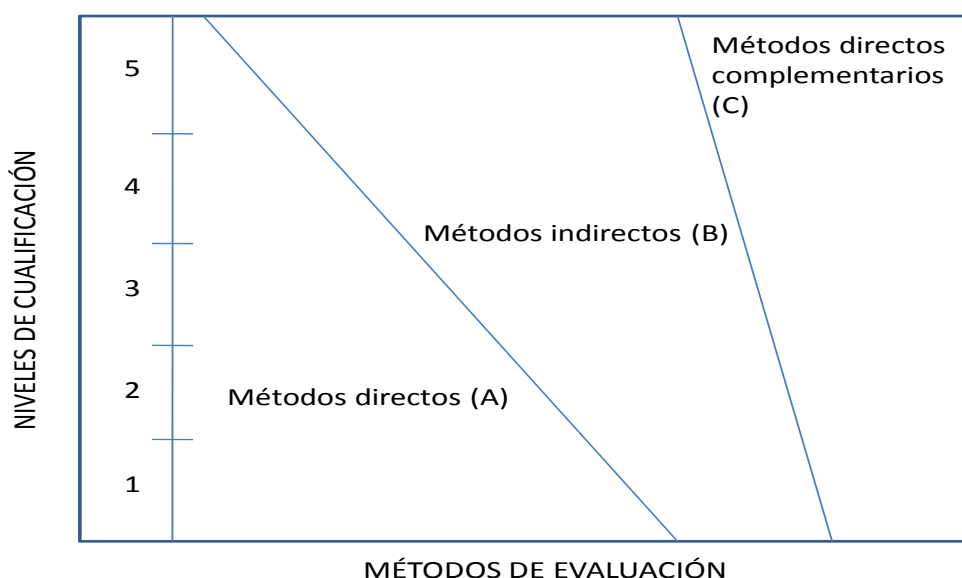 NIVELES DE CUALIFICACIÓN
5
4
3
2
1
Métodos directos
complementarios
(C)
Métodos indirectos (B)
Métodos directos (A)
MÉTODOS DE EVALUACIÓN